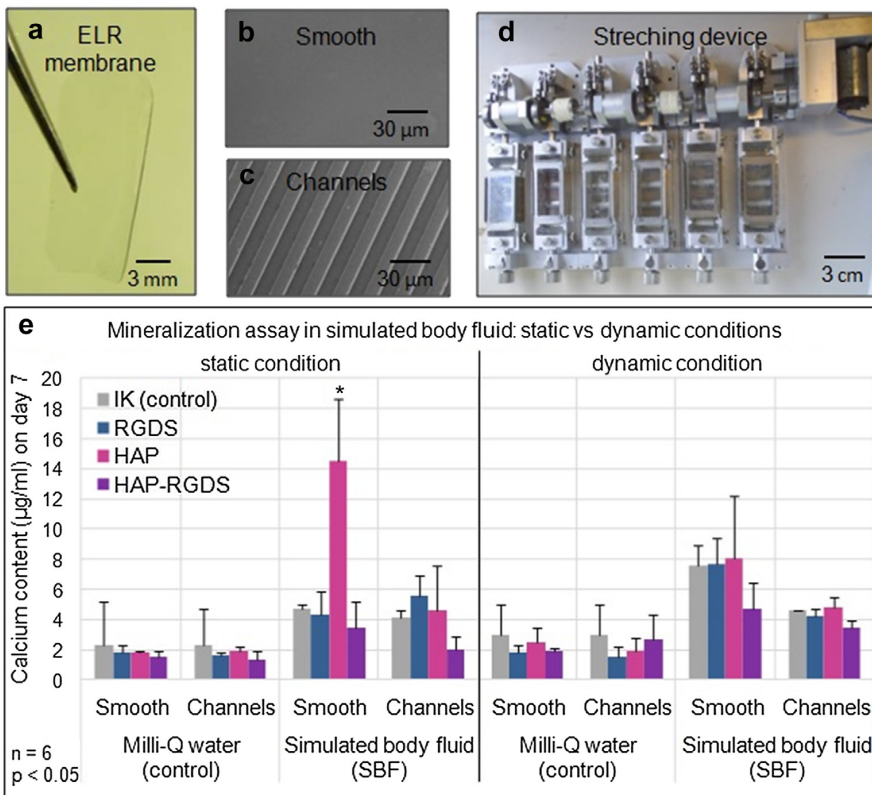 a
ELR
membrane
3 mm
b
Smooth
30 µm
c
Channels
30 µm
d
Streching device
3 cm
e
Mineralization assay in simulated body fluid: static vs dynamic conditions
static condition
dynamic condition
Calcium content (µg/ml) on day 7
20
18
16
14
12
10
8
6
4
2
0
IK (control)
RGDS
HAP
HAP-RGDS
*
Smooth Channels Smooth Channels Smooth Channels Smooth Channels
Milli-Q water
(control)
Simulated body fluid
(SBF)
Milli-Q water
(control)
Simulated body fluid
(SBF)
n = 6
p < 0.05